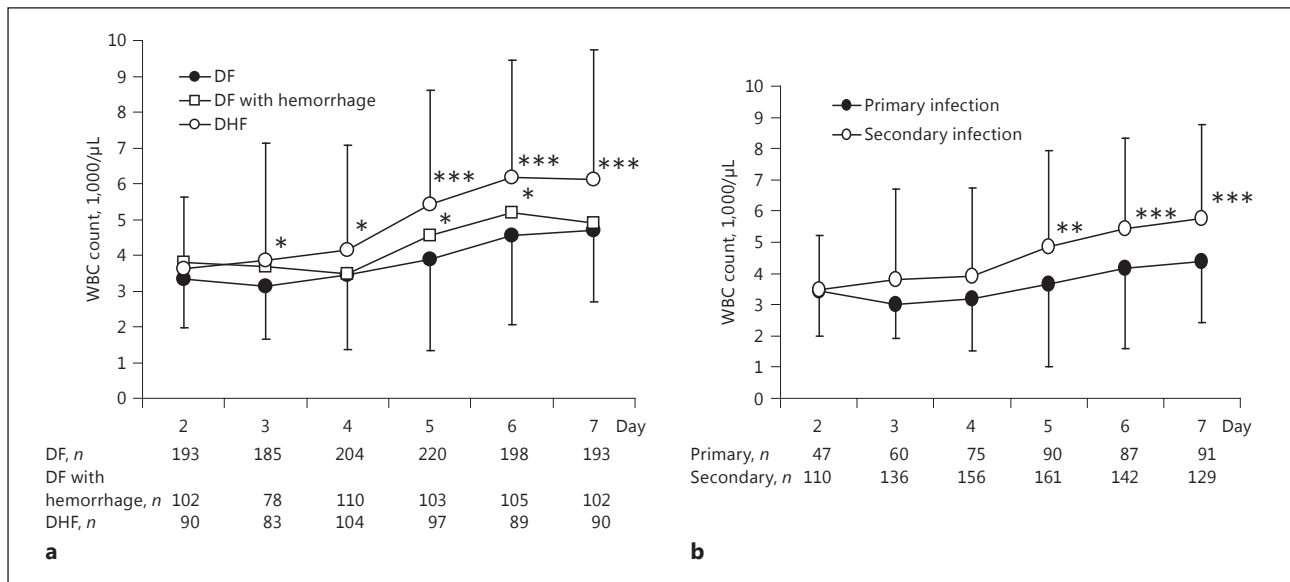 10
9
8
7
6
5
4
3
2
1
0
WBC count, 1,000/µL
DF
DF with hemorrhage
DHF
*
*
***
*
***
*
***
2 3 4 5 6 7 Day
DF, n 193 185 204 220 198 193
DF with
hemorrhage, n 102 78 110 103 105 102
DHF, n 90 83 104 97 89 90
a
10
9
8
7
6
5
4
3
2
1
0
WBC count, 1,000/µL
Primary infection
Secondary infection
**
***
***
2 3 4 5 6 7 Day
Primary, n 47 60 75 90 87 91
Secondary, n 110 136 156 161 142 129
b